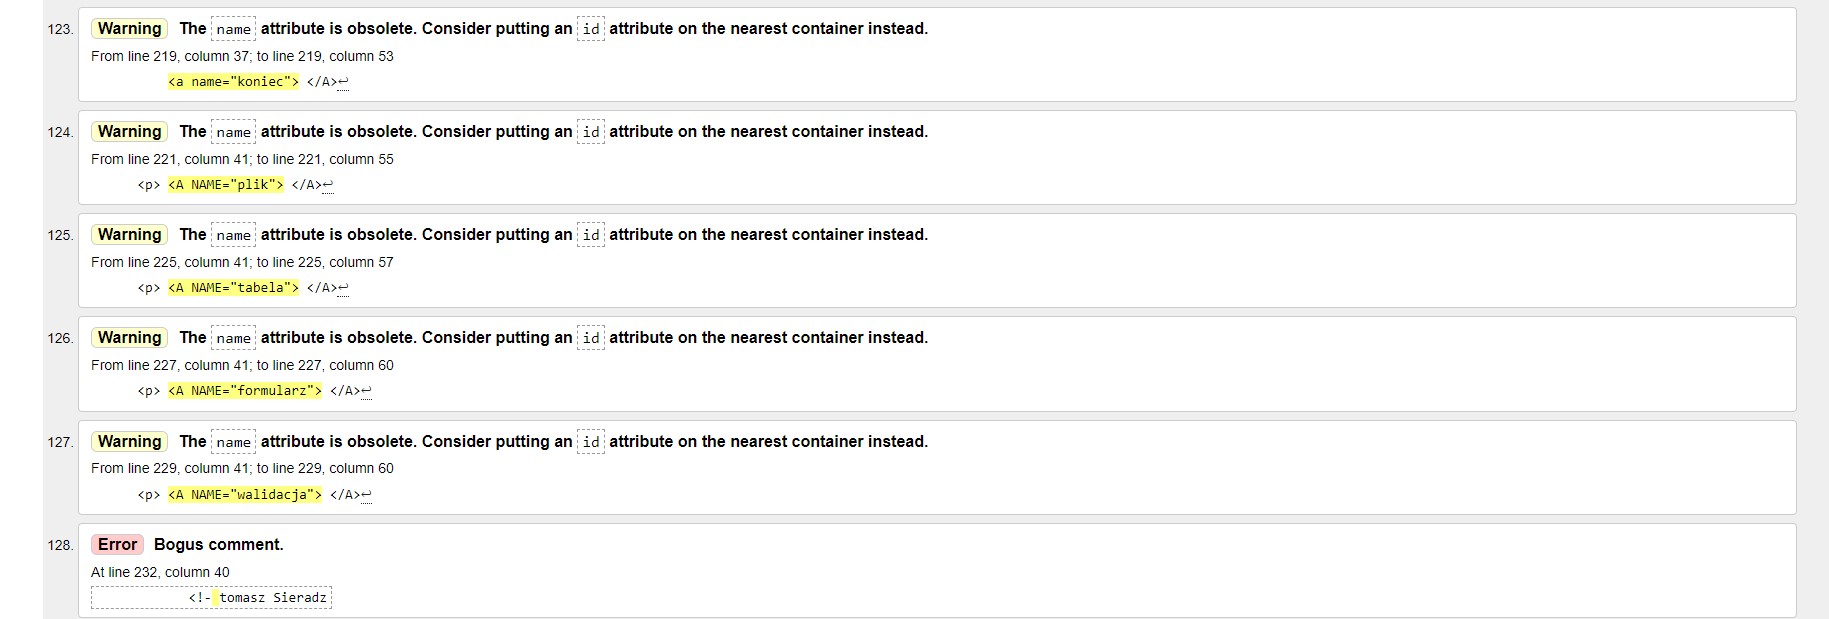 123. Warning The name attribute is obsolete. Consider putting an id attribute on the nearest container instead.
From line 219, column 37; to line 219, column 53
<a name="koniec"> </A>↩
124. Warning The name attribute is obsolete. Consider putting an id attribute on the nearest container instead.
From line 221, column 41; to line 221, column 55
<p> <A NAME="plik"> </A>↩
125. Warning The name attribute is obsolete. Consider putting an id attribute on the nearest container instead.
From line 225, column 41; to line 225, column 57
<p> <A NAME="tabela"> </A>↩
126. Warning The name attribute is obsolete. Consider putting an id attribute on the nearest container instead.
From line 227, column 41; to line 227, column 60
<p> <A NAME="formularz"> </A>↩
127. Warning The name attribute is obsolete. Consider putting an id attribute on the nearest container instead.
From line 229, column 41; to line 229, column 60
<p> <A NAME="walidacja"> </A>↩
128. Error Bogus comment.
At line 232, column 40
<!- tomasz Sieradz